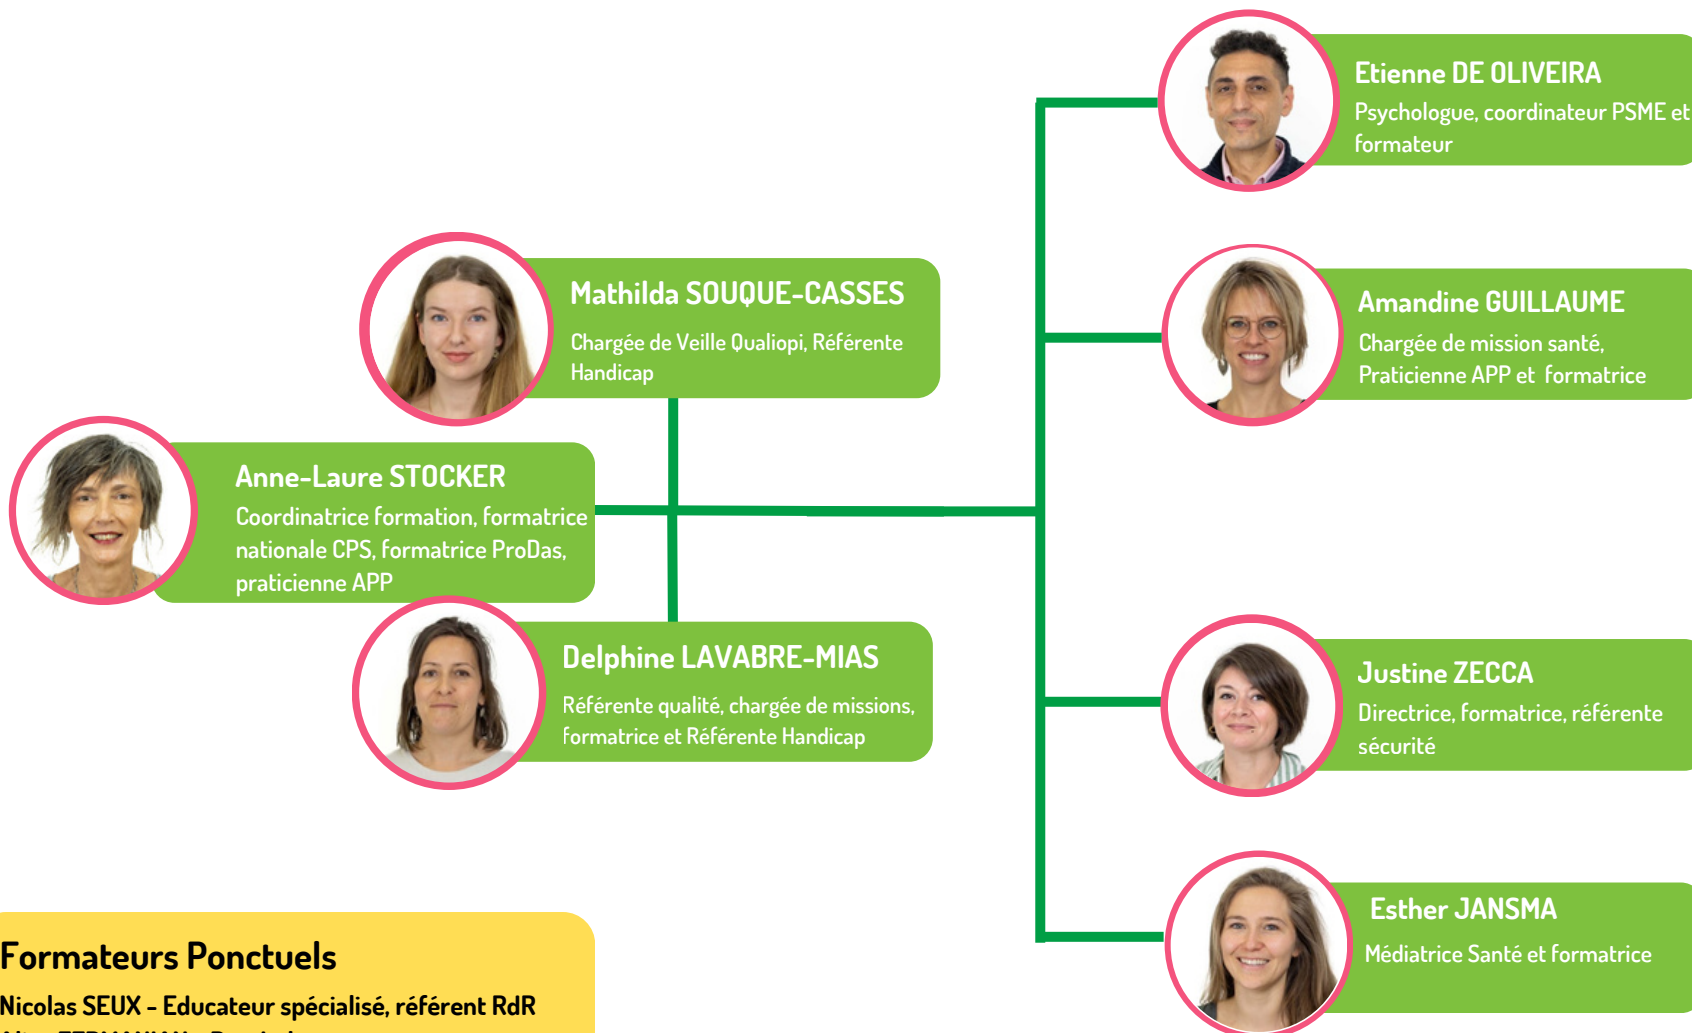 Etienne DE OLIVEIRA
Psychologue, coordinateur PSME et
formateur
Mathilda SOUQUE-CASSES
Chargée de Veille Qualiopi, Référente
Handicap
Amandine GUILLAUME
Chargée de mission santé,
Praticienne APP et formatrice
Anne-Laure STOCKER
Coordinatrice formation, formatrice
nationale CPS, formatrice ProDas,
praticienne APP
Delphine LAVABRE-MIAS
Référente qualité, chargée de missions,
formatrice et Référente Handicap
Justine ZECCA
Directrice, formatrice, référente
sécurité
Esther JANSMA
Médiatrice Santé et formatrice
Formateurs Ponctuels
Nicolas SEUX - Educateur spécialisé, référent RdR